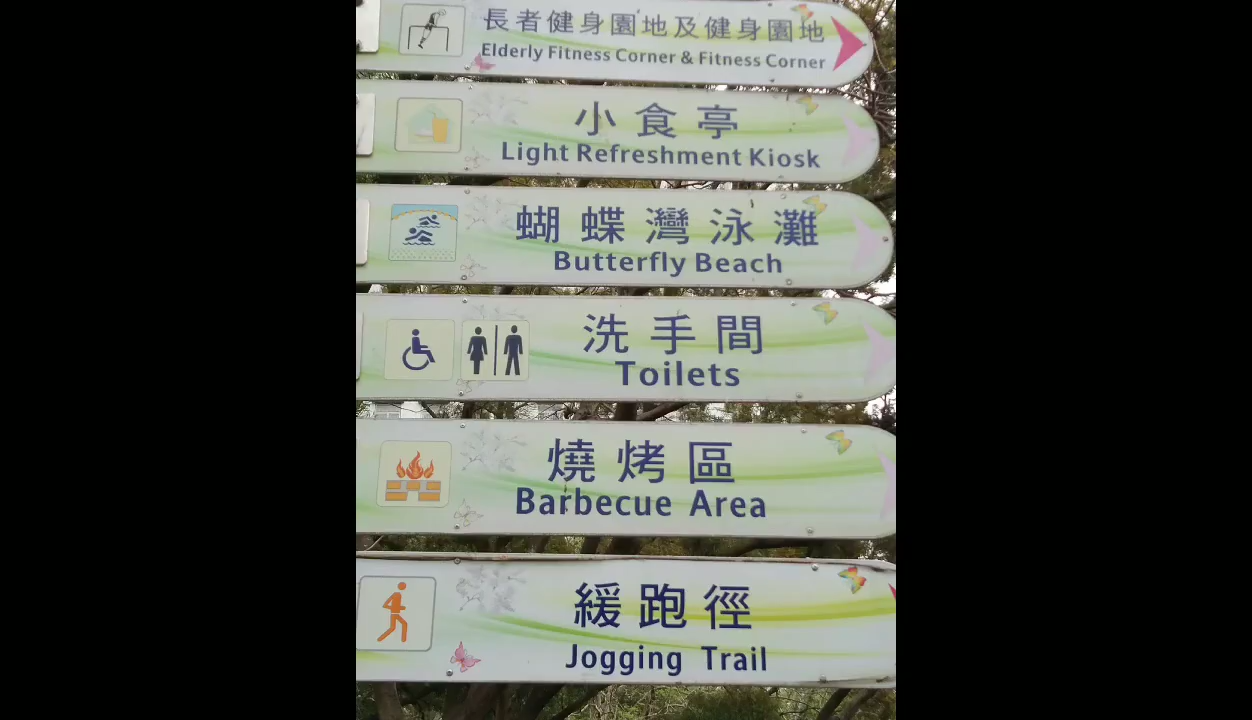 長者健身園地及健身園地
Elderly Fitness Corner & Fitness Corner
小食亭
Light Refreshment Kiosk
蝴蝶灣泳灘
Butterfly Beach
洗手間
Toilets
燒烤區
Barbecue Area
緩跑徑
Jogging Trail